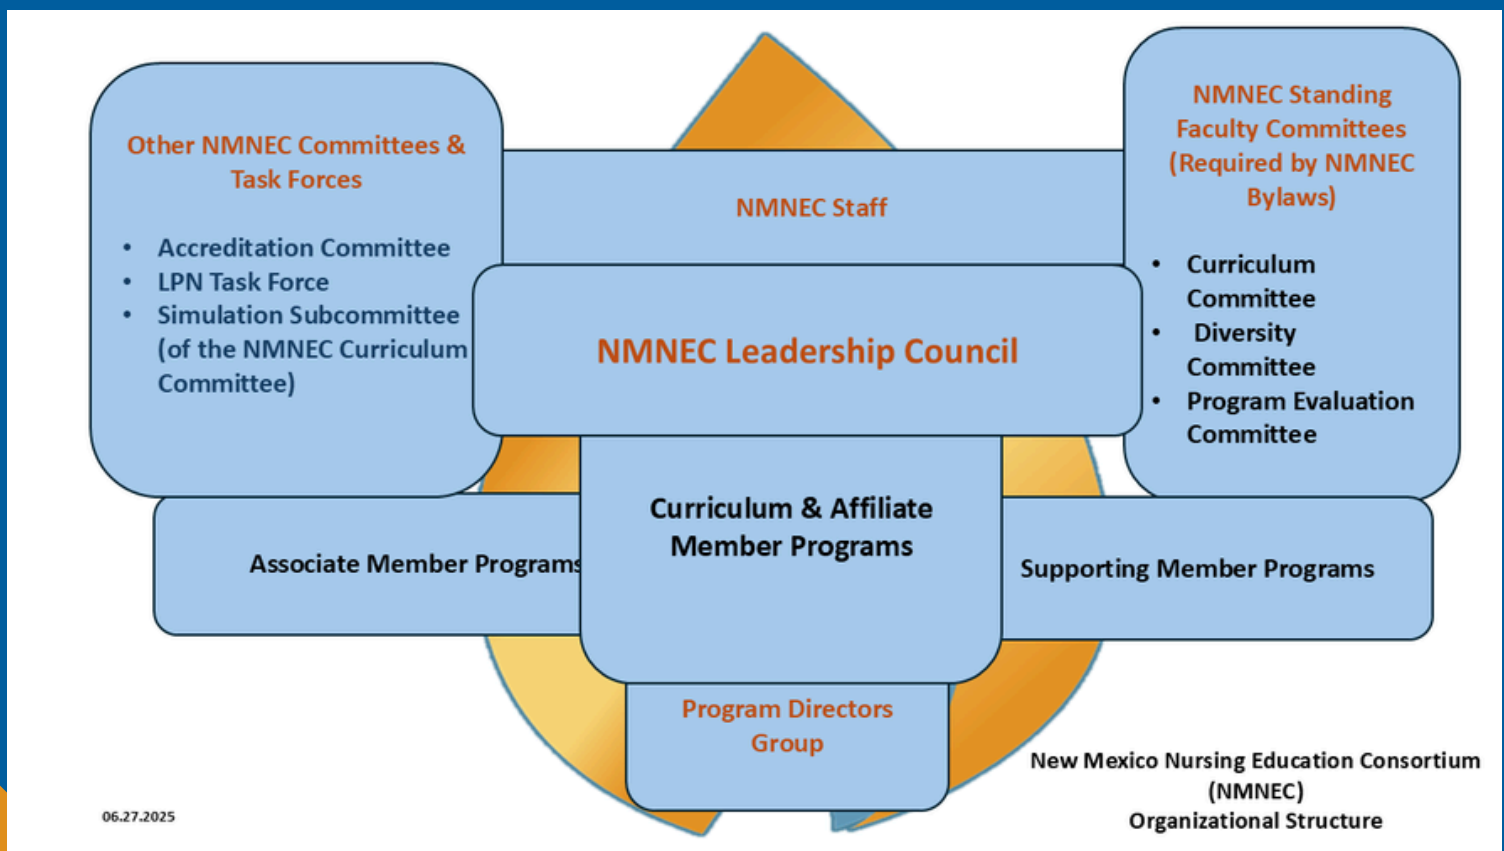 Other NMNEC Committees &
Task Forces
• Accreditation Committee
• LPN Task Force
• Simulation Subcommittee
(of the NMNEC Curriculum
Committee)
NMNEC Staff
NMNEC Standing
Faculty Committees
(Required by NMNEC
Bylaws)
• Curriculum
Committee
• Diversity
Committee
• Program Evaluation
Committee
NMNEC Leadership Council
Curriculum & Affiliate
Member Programs
Associate Member Programs
Supporting Member Programs
Program Directors
Group
New Mexico Nursing Education Consortium
(NMNEC)
Organizational Structure
06.27.2025